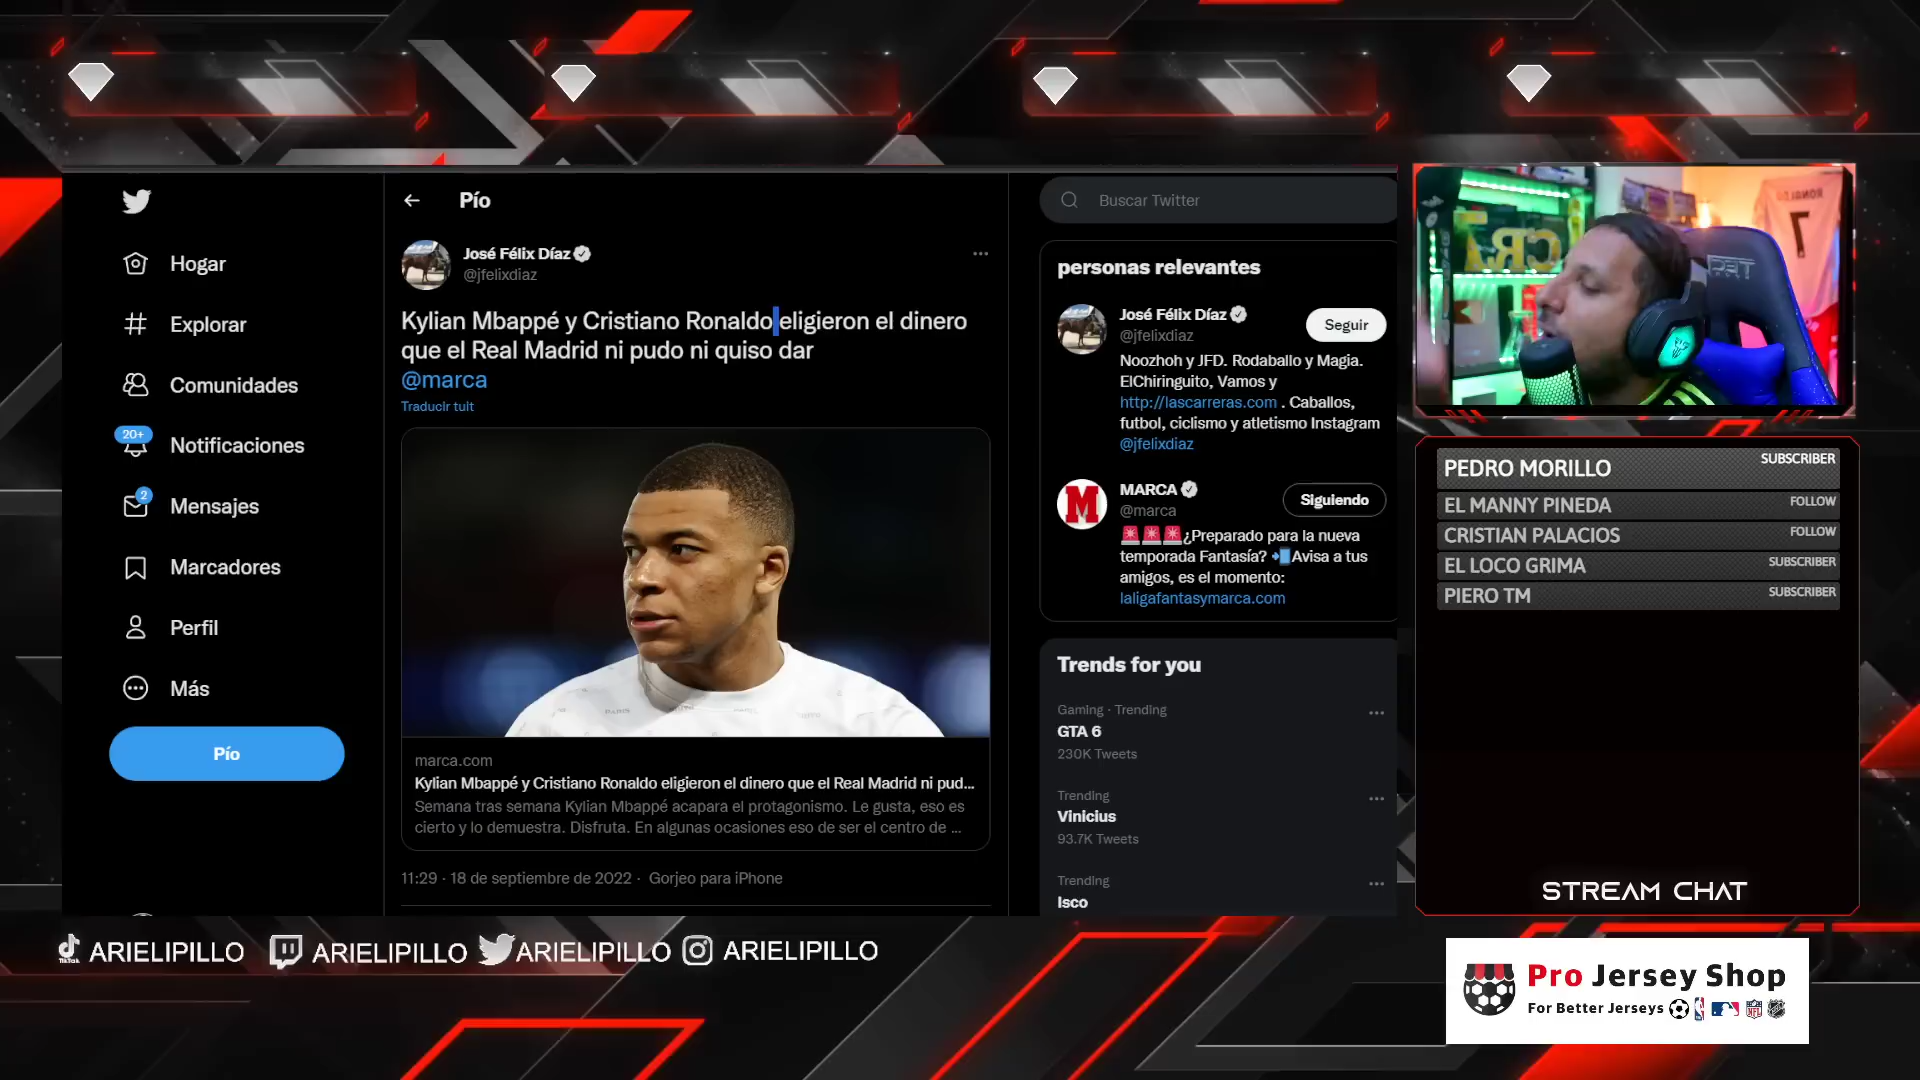 Pío
Buscar Twitter
Hogar
Explorar
Comunidades
20+
Notificaciones
2
Mensajes
Marcadores
Perfil
Más
Pío
José Félix Díaz
@jfelixdiaz
Kylian Mbappé y Cristiano Ronaldo eligieron el dinero
que el Real Madrid ni pudo ni quiso dar
@marca
Traducir tuit
marca.com
Kylian Mbappé y Cristiano Ronaldo eligieron el dinero que el Real Madrid ni pud...
Semana tras semana Kylian Mbappé acapara el protagonismo. Le gusta, eso es
cierto y lo demuestra. Disfruta. En algunas ocasiones eso de ser el centro de ...
11:29 · 18 de septiembre de 2022 · Gorjeo para iPhone
personas relevantes
José Félix Díaz
@jfelixdiaz
Seguir
Noozhoh y JFD. Rodaballo y Magia.
ElChiringuito, Vamos y
http://lascarreras.com . Caballos,
futbol, ciclismo y atletismo Instagram
@jfelixdiaz
M
MARCA
@marca
Siguiendo
🚨🚨🚨¿Preparado para la nueva
temporada Fantasía? 📲Avisa a tus
amigos, es el momento:
laligafantasymarca.com
Trends for you
Gaming · Trending
GTA 6
230K Tweets
Trending
Vinicius
93.7K Tweets
Trending
Isco
RONALDO
7
CR7
PEDRO MORILLO SUBSCRIBER
EL MANNY PINEDA FOLLOW
CRISTIAN PALACIOS FOLLOW
EL LOCO GRIMA SUBSCRIBER
PIERO TM SUBSCRIBER
STREAM CHAT
TikTok ARIELIPILLO ARIELIPILLO ARIELIPILLO ARIELIPILLO
Pro Jersey Shop
For Better Jerseys